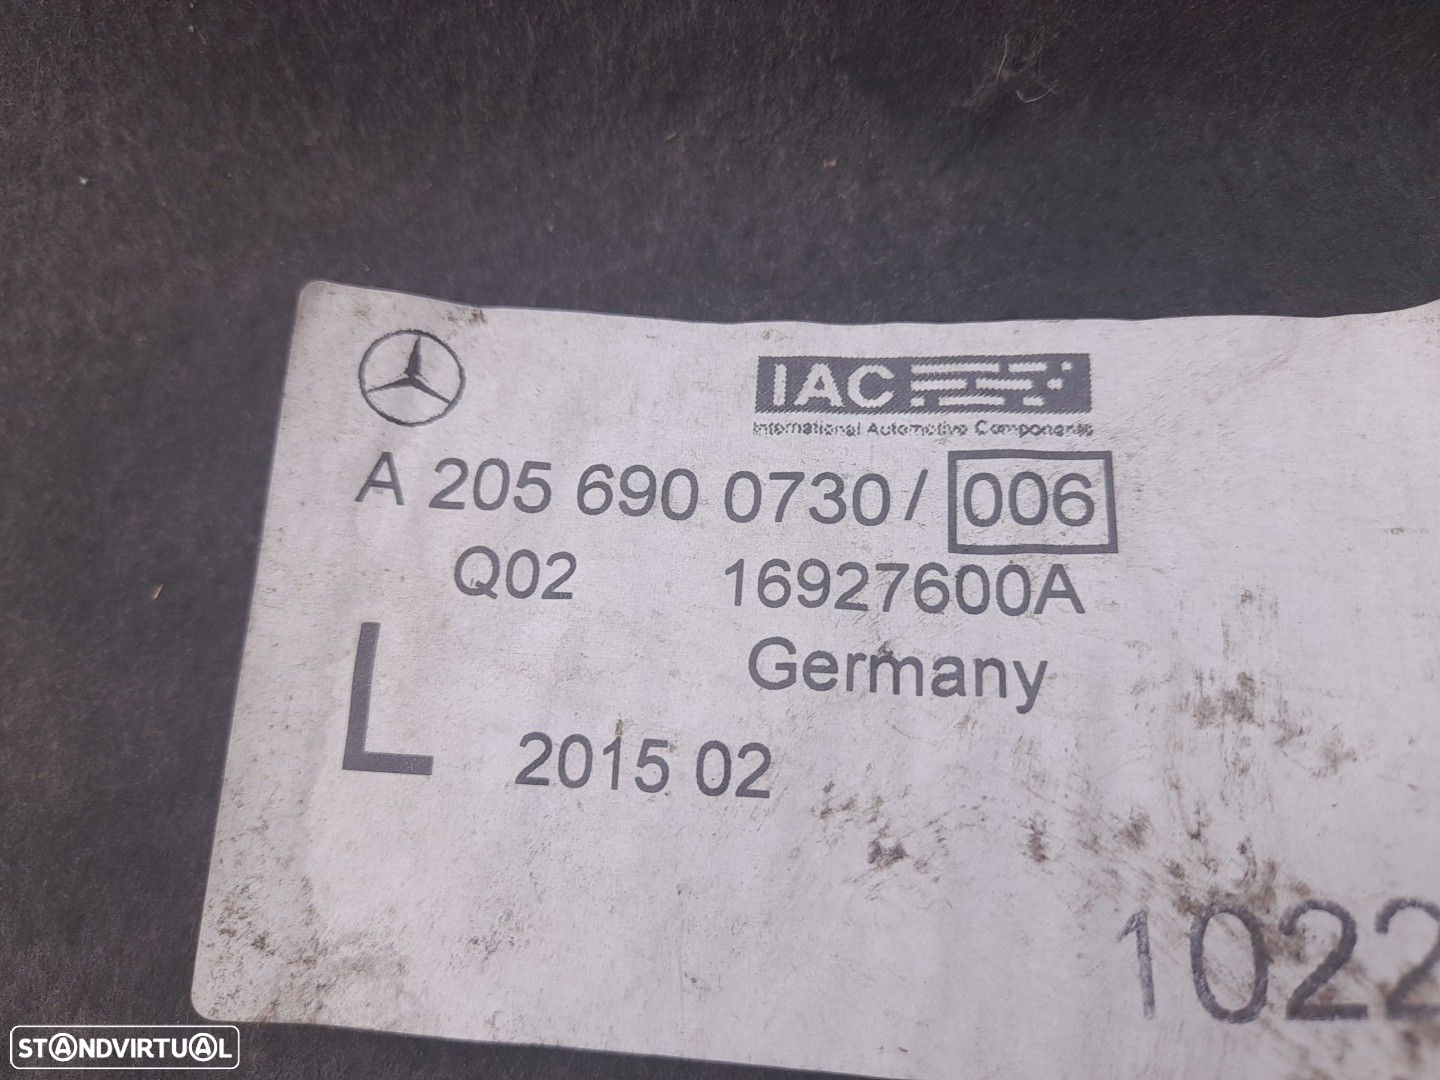 IAC
International Automotive Components
A 205 690 0730 / 006
Q02 16927600A
Germany
L
2015 02
1022
STANDVIRTUAL